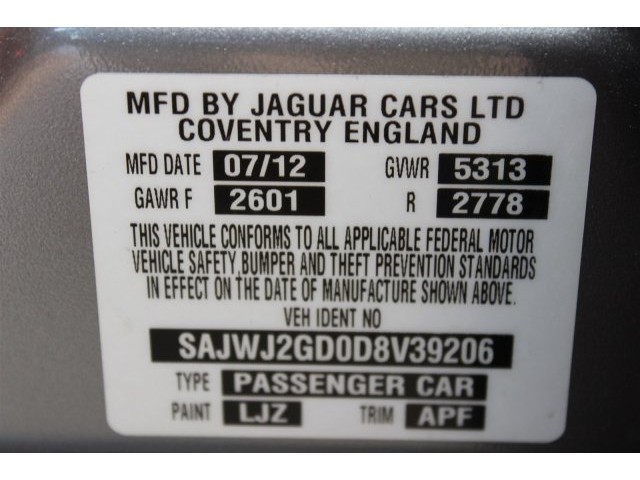 MFD BY JAGUAR CARS LTD
COVENTRY ENGLAND
MFD DATE 07/12 GVWR 5313
GAWR F 2601 R 2778
THIS VEHICLE CONFORMS TO ALL APPLICABLE FEDERAL MOTOR
VEHICLE SAFETY,BUMPER AND THEFT PREVENTION STANDARDS
IN EFFECT ON THE DATE OF MANUFACTURE SHOWN ABOVE.
VEH IDENT NO
SAJWJ2GD0D8V39206
TYPE PASSENGER CAR
PAINT LJZ TRIM APF